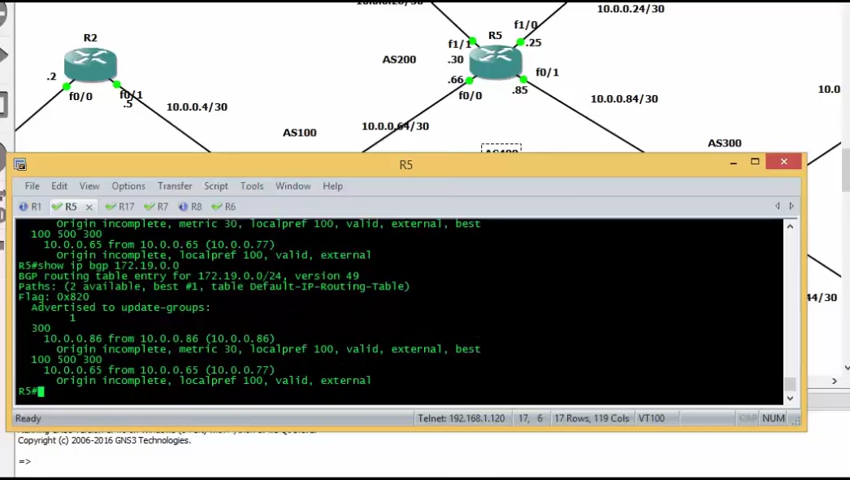 10.0.0.24/30
f1/0
R5
R2
f1/1
.25
AS200
.30
10.0
.2
.66
f0/1
f0/0
f0/1
f0/0
.85
.5
10.0.0.4/30
10.0.0.84/30
10.0.0.64/30
AS100
AS300
R5
File Edit View Options Transfer Script Tools Window Help
R1 R5 R17 R7 R8 R6
Origin incomplete, metric 30, localpref 100, valid, external, best
100 500 300
10.0.0.65 from 10.0.0.65 (10.0.0.77)
Origin incomplete, localpref 100, valid, external
R5#show ip bgp 172.19.0.0
BGP routing table entry for 172.19.0.0/24, version 49
Paths: (2 available, best #1, table Default-IP-Routing-Table)
Flag: 0x820
Advertised to update-groups:
1
300
10.0.0.86 from 10.0.0.86 (10.0.0.86)
Origin incomplete, metric 30, localpref 100, valid, external, best
100 500 300
10.0.0.65 from 10.0.0.65 (10.0.0.77)
Origin incomplete, localpref 100, valid, external
R5#
44/30
Ready Telnet: 192.168.1.120 17, 6 17 Rows, 119 Cols VT100 CAP NUM
Copyright (c) 2006-2016 GNS3 Technologies.
=>